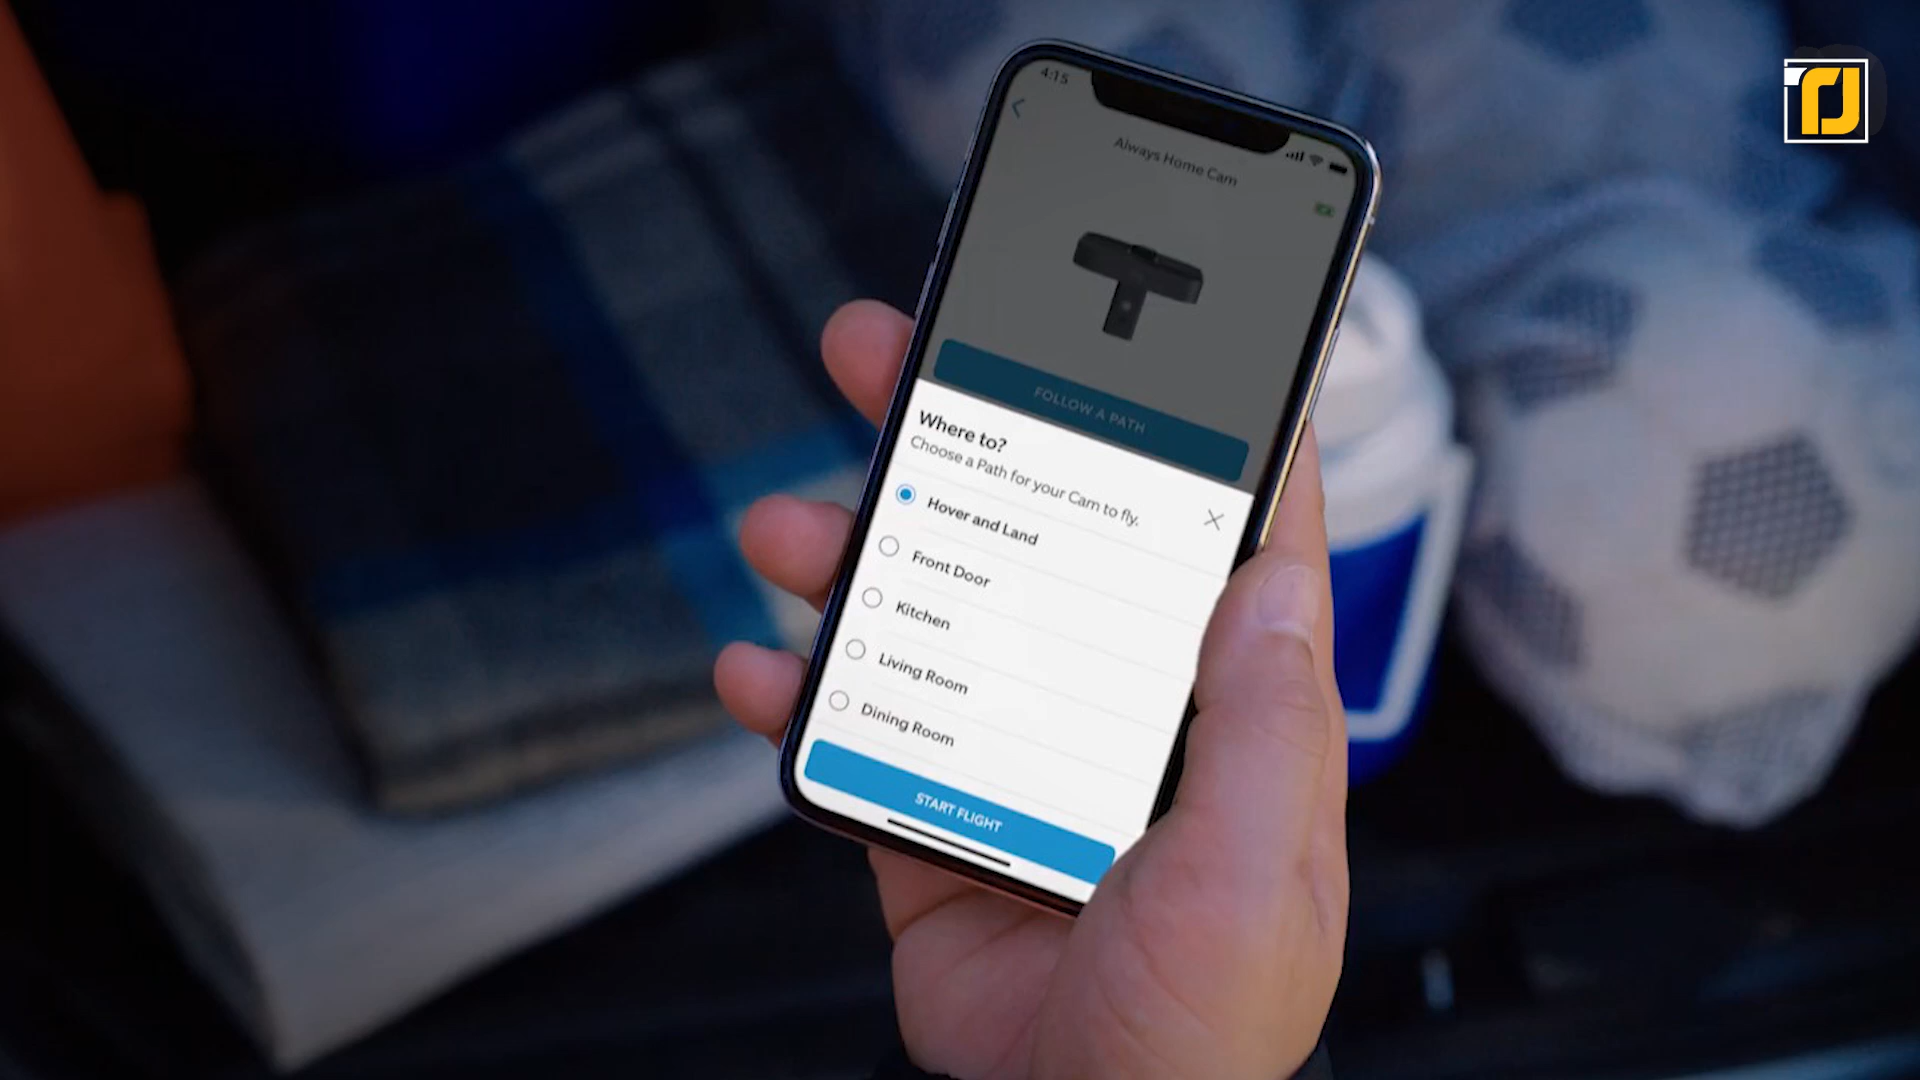 4:15
Always Home Cam
FOLLOW A PATH
Where to?
Choose a Path for your Cam to fly.
Hover and Land
Front Door
Kitchen
Living Room
Dining Room
START FLIGHT